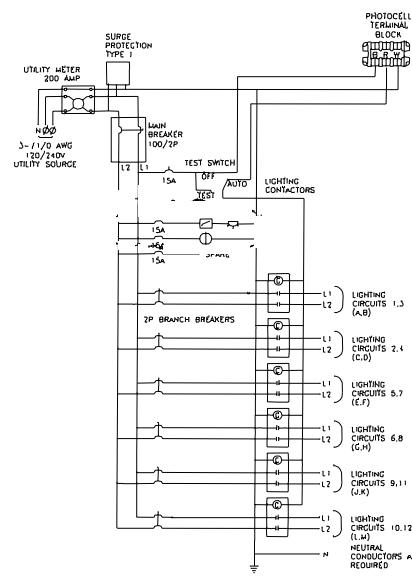 PHOTOCELL
TERMINAL
BLOCK
B R W
SURGE
PROTECTION
TYPE 1
UTILITY METER
200 AMP
N
3-/1/0 AWG
120/240V
UTILITY SOURCE
MAIN
BREAKER
100/2P
L2 L1
TEST SWITCH
OFF
AUTO
TEST
15A
LIGHTING
CONTACTORS
15A
15A
SPARE
C
L1
L2
LIGHTING
CIRCUITS 1,3
(A,B)
2P BRANCH BREAKERS
C
L1
L2
LIGHTING
CIRCUITS 2,4
(C,D)
C
L1
L2
LIGHTING
CIRCUITS 5,7
(E,F)
C
L1
L2
LIGHTING
CIRCUITS 6,8
(G,H)
C
L1
L2
LIGHTING
CIRCUITS 9,11
(J,K)
C
L1
L2
LIGHTING
CIRCUITS 10,12
(L,M)
N
NEUTRAL
CONDUCTORS A
REQUIRED